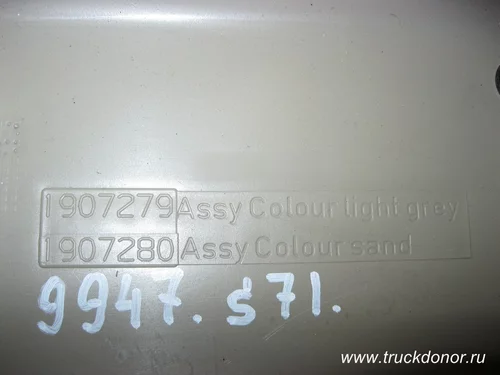 1907279 Assy Colour light grey
1907280 Assy Colour sand
9947. S71.
www.truckdonor.ru